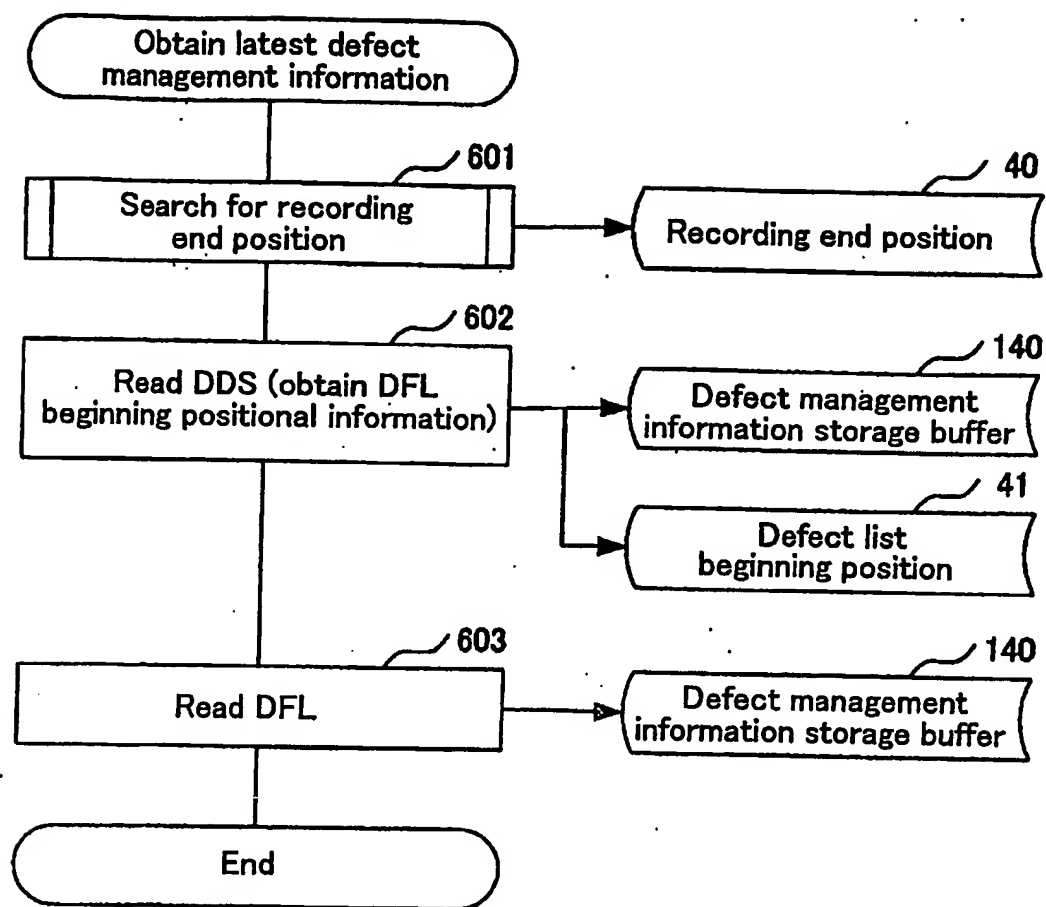 Obtain latest defect
management information
601
Search for recording
end position
40
Recording end position
602
Read DDS (obtain DFL
beginning positional information)
140
Defect management
information storage buffer
41
Defect list
beginning position
603
Read DFL
140
Defect management
information storage buffer
End